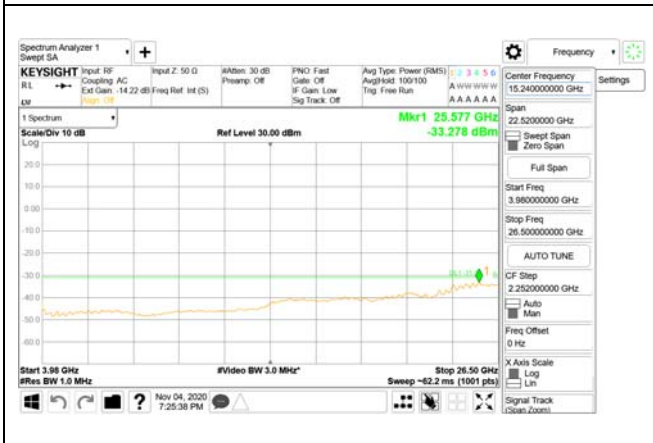 Spectrum Analyzer 1
Swept SA
Frequency
KEYSIGHT
Input: RF
Input Z: 50 Ω
#Atten: 30 dB
PNO: Fast
Avg Type: Power (RMS)
1 2 3 4 5 6
RL
Coupling: AC
Preamp: Off
Gate: Off
Avg|Hold: 100/100
A W W W W W
Ext Gain: -14.22 dB
Freq Ref: Int (S)
IF Gain: Low
Trig: Free Run
Align: Off
Sig Track: Off
A A A A A A
Center Frequency
15.240000000 GHz
Settings
1 Spectrum
Mkr1 25.577 GHz
Scale/Div 10 dB
Ref Level 30.00 dBm
-33.278 dBm
Log
20.0
10.0
0.00
-10.0
-20.0
-30.0
-40.0
-50.0
-60.0
1
Start 3.98 GHz
#Video BW 3.0 MHz*
Stop 26.50 GHz
#Res BW 1.0 MHz
Sweep ~62.2 ms (1001 pts)
Span
22.5200000 GHz
Swept Span
Zero Span
Full Span
Start Freq
3.980000000 GHz
Stop Freq
26.500000000 GHz
AUTO TUNE
CF Step
2.252000000 GHz
Auto
Man
Freq Offset
0 Hz
X Axis Scale
Log
Lin
Signal Track
(Span Zoom)
?
Nov 04, 2020
7:25:38 PM